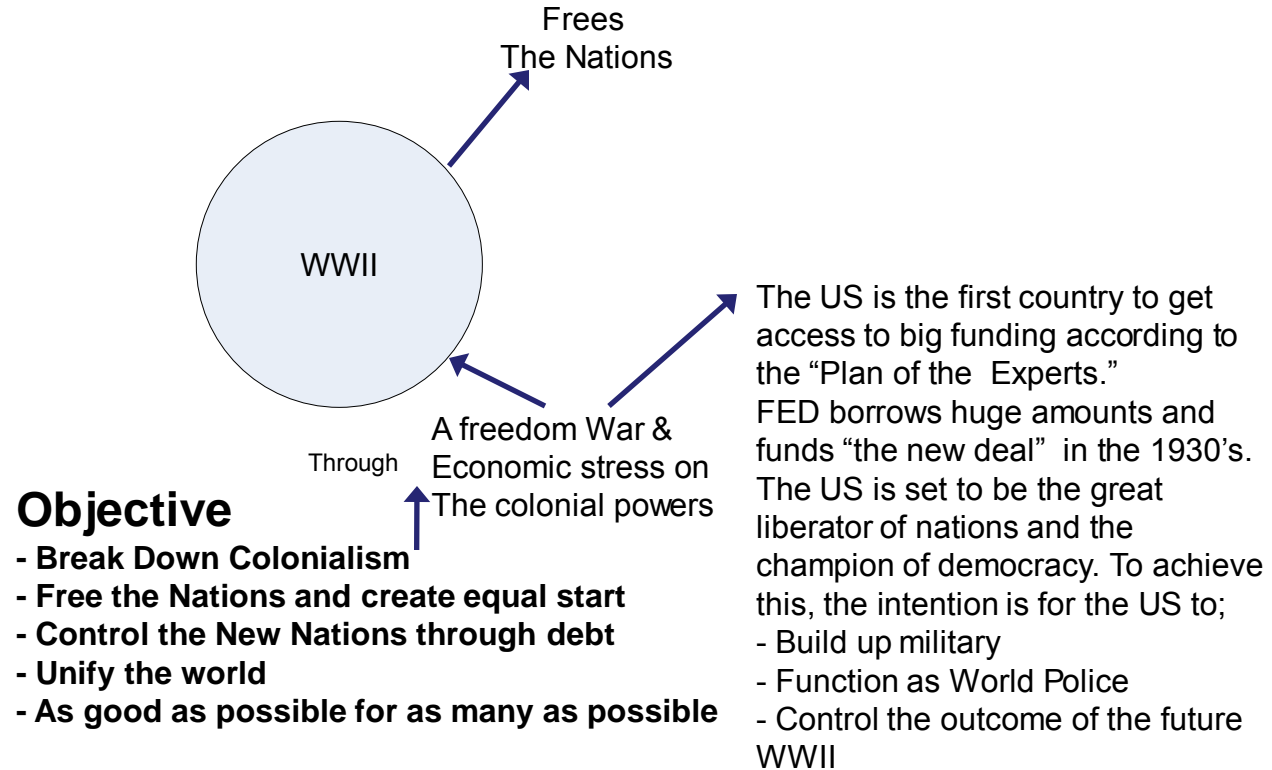 Frees
The Nations
WWII
The US is the first country to get
access to big funding according to
the “Plan of the  Experts.”
FED borrows huge amounts and
funds “the new deal”  in the 1930’s.
The US is set to be the great
liberator of nations and the
champion of democracy. To achieve
this, the intention is for the US to;
- Build up military
- Function as World Police
- Control the outcome of the future
WWII
A freedom War &
Economic stress on
The colonial powers
Through
Objective
- Break Down Colonialism
- Free the Nations and create equal start
- Control the New Nations through debt
- Unify the world
- As good as possible for as many as possible